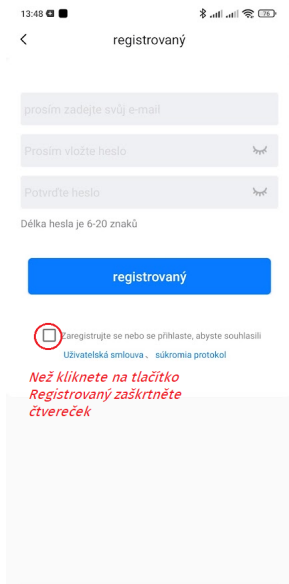 13:48
76
registrovaný
prosím zadejte svůj e-mail
Prosím vložte heslo
Potvrďte heslo
Délka hesla je 6-20 znaků
registrovaný
Zaregistrujte se nebo se přihlaste, abyste souhlasili
Uživatelská smlouva、 súkromia protokol
Než kliknete na tlačítko
Registrovaný zaškrtněte
čtvereček